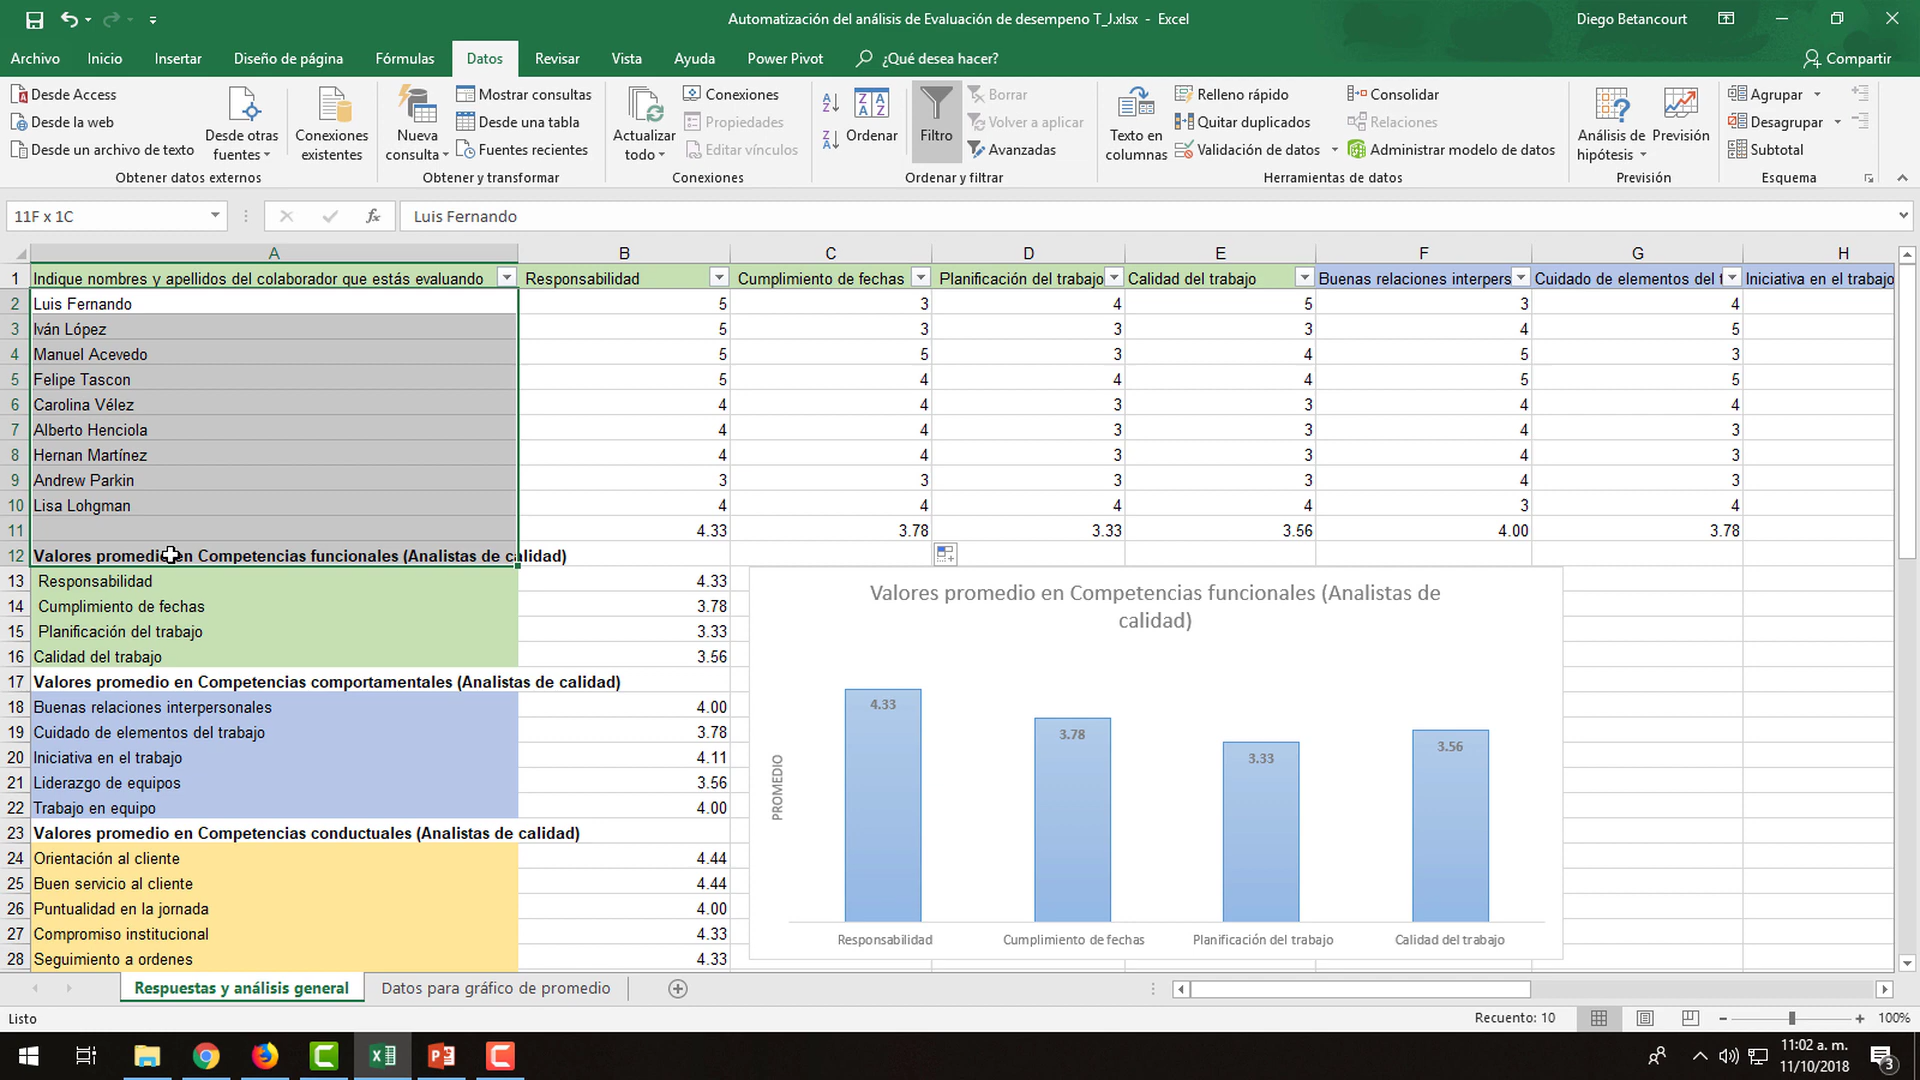 Automatización del análisis de Evaluación de desempeno T_J.xlsx - Excel
Diego Betancourt
Archivo Inicio Insertar Diseño de página Fórmulas Datos Revisar Vista Ayuda Power Pivot ¿Qué desea hacer? Compartir
Desde Access
Desde la web
Desde un archivo de texto
Desde otras fuentes
Conexiones existentes
Obtener datos externos
Nueva consulta
Mostrar consultas
Desde una tabla
Fuentes recientes
Obtener y transformar
Actualizar todo
Conexiones
Propiedades
Editar vínculos
Conexiones
Ordenar
Filtro
Borrar
Volver a aplicar
Avanzadas
Ordenar y filtrar
Texto en columnas
Relleno rápido
Quitar duplicados
Validación de datos
Consolidar
Relaciones
Administrar modelo de datos
Herramientas de datos
Análisis de hipótesis
Previsión
Previsión
Agrupar
Desagrupar
Subtotal
Esquema
11F x 1C
fx
Luis Fernando
A B C D E F G H
1 Indique nombres y apellidos del colaborador que estás evaluando Responsabilidad Cumplimiento de fechas Planificación del trabajo Calidad del trabajo Buenas relaciones interpers Cuidado de elementos del t Iniciativa en el trabajo
2 Luis Fernando 5 3 4 5 3 4
3 Iván López 5 3 3 3 4 5
4 Manuel Acevedo 5 5 3 4 5 3
5 Felipe Tascon 5 4 4 4 5 5
6 Carolina Vélez 4 4 3 3 4 4
7 Alberto Henciola 4 4 3 3 4 3
8 Hernan Martínez 4 4 3 3 4 3
9 Andrew Parkin 3 3 3 3 4 3
10 Lisa Lohgman 4 4 4 4 3 4
11 4.33 3.78 3.33 3.56 4.00 3.78
12 Valores promedio en Competencias funcionales (Analistas de calidad)
13 Responsabilidad 4.33
14 Cumplimiento de fechas 3.78
15 Planificación del trabajo 3.33
16 Calidad del trabajo 3.56
17 Valores promedio en Competencias comportamentales (Analistas de calidad)
18 Buenas relaciones interpersonales 4.00
19 Cuidado de elementos del trabajo 3.78
20 Iniciativa en el trabajo 4.11
21 Liderazgo de equipos 3.56
22 Trabajo en equipo 4.00
23 Valores promedio en Competencias conductuales (Analistas de calidad)
24 Orientación al cliente 4.44
25 Buen servicio al cliente 4.44
26 Puntualidad en la jornada 4.00
27 Compromiso institucional 4.33
28 Seguimiento a ordenes 4.33
Valores promedio en Competencias funcionales (Analistas de
calidad)
PROMEDIO
4.33 3.78 3.33 3.56
Responsabilidad Cumplimiento de fechas Planificación del trabajo Calidad del trabajo
Respuestas y análisis general Datos para gráfico de promedio
Listo Recuento: 10 100%
11:02 a. m.
11/10/2018
3